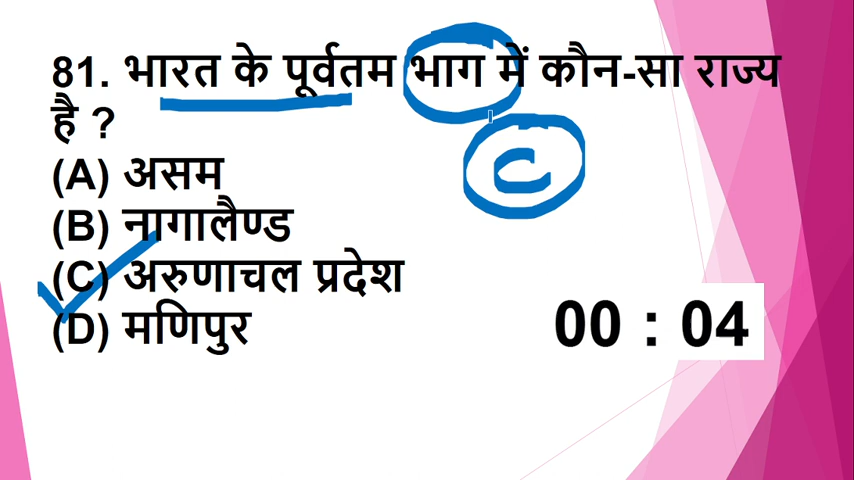 81. भारत के पूर्वतम भाग में कौन-सा राज्य
है ?
C
(A) असम
(B) नागालैण्ड
(C) अरुणाचल प्रदेश
(D) मणिपुर
00 : 04